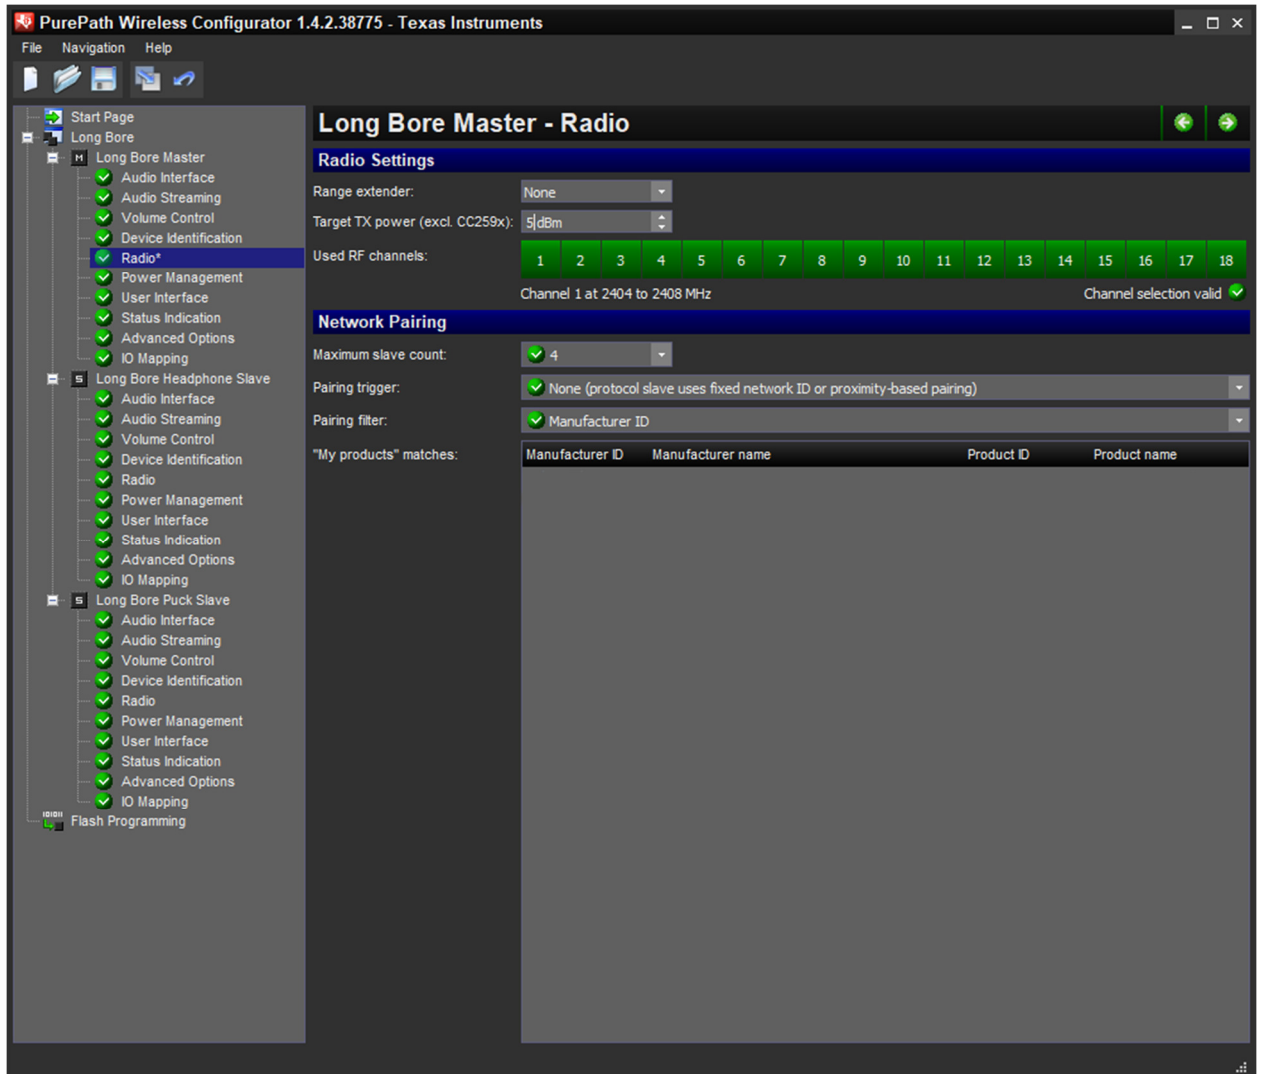 PurePath Wireless Configurator 1.4.2.38775 - Texas Instruments
File Navigation Help
Start Page
Long Bore
M Long Bore Master
Audio Interface
Audio Streaming
Volume Control
Device Identification
Radio*
Power Management
User Interface
Status Indication
Advanced Options
IO Mapping
S Long Bore Headphone Slave
Audio Interface
Audio Streaming
Volume Control
Device Identification
Radio
Power Management
User Interface
Status Indication
Advanced Options
IO Mapping
S Long Bore Puck Slave
Audio Interface
Audio Streaming
Volume Control
Device Identification
Radio
Power Management
User Interface
Status Indication
Advanced Options
IO Mapping
Flash Programming
Long Bore Master - Radio
Radio Settings
Range extender: None
Target TX power (excl. CC259x): 5 dBm
Used RF channels: 1 2 3 4 5 6 7 8 9 10 11 12 13 14 15 16 17 18
Channel 1 at 2404 to 2408 MHz Channel selection valid
Network Pairing
Maximum slave count: 4
Pairing trigger: None (protocol slave uses fixed network ID or proximity-based pairing)
Pairing filter: Manufacturer ID
"My products" matches: Manufacturer ID Manufacturer name Product ID Product name